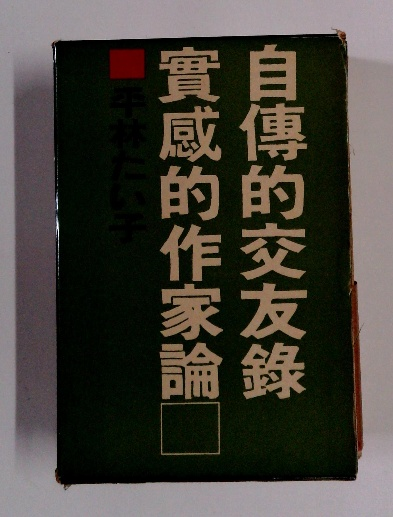 自傳的交友錄
實感的作家論
平林たい子